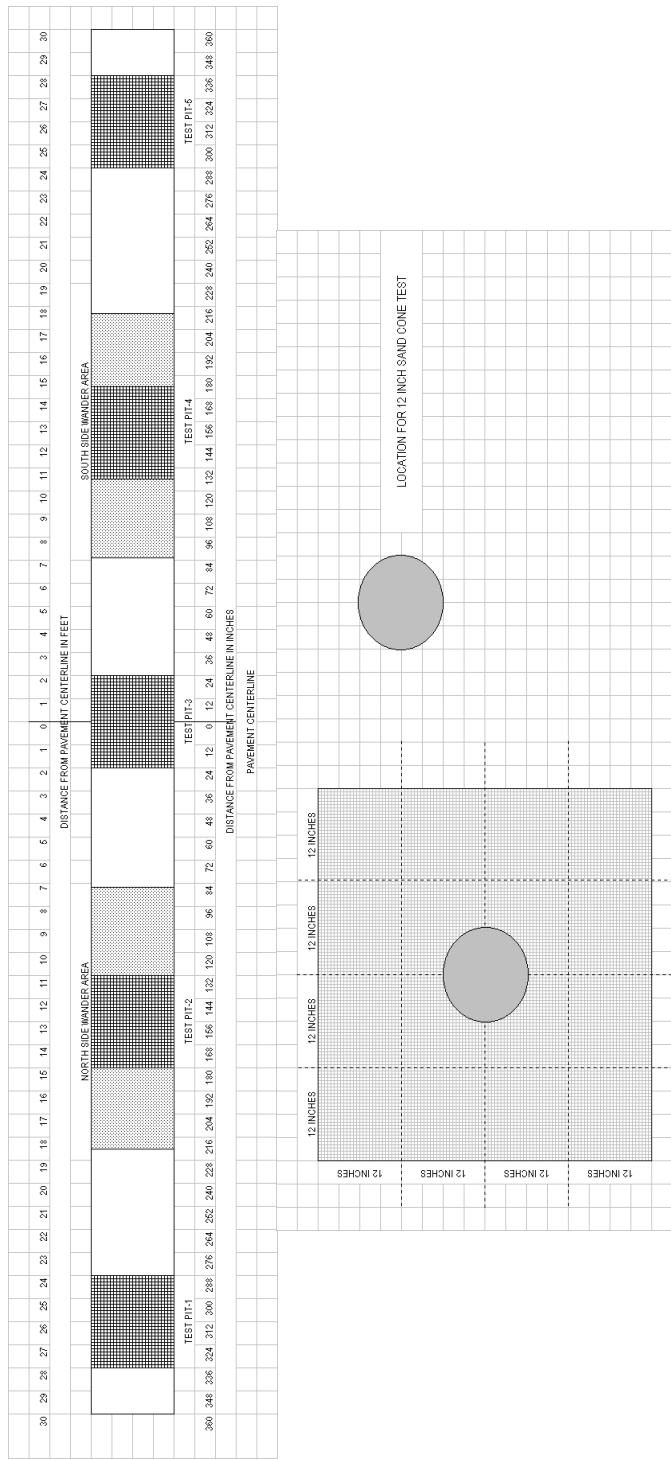 30 29 28 27 26 25 24 23 22 21 20 19 18 17 16 15 14 13 12 11 10 9 8 7 6 5 4 3 2 1 0 1 2 3 4 5 6 7 8 9 10 11 12 13 14 15 16 17 18 19 20 21 22 23 24 25 26 27 28 29 30
DISTANCE FROM PAVEMENT CENTERLINE IN FEET
NORTH SIDE WANDER AREA
SOUTH SIDE WANDER AREA
TEST PIT-1
TEST PIT-2
TEST PIT-3
TEST PIT-4
TEST PIT-5
360 348 336 324 312 300 288 276 264 252 240 228 216 204 192 180 168 156 144 132 120 108 96 84 72 60 48 36 24 12 0 12 24 36 48 60 72 84 96 108 120 132 144 156 168 180 192 204 216 228 240 252 264 276 288 300 312 324 336 348 360
DISTANCE FROM PAVEMENT CENTERLINE IN INCHES
PAVEMENT CENTERLINE
12 INCHES
12 INCHES
12 INCHES
12 INCHES
12 INCHES
12 INCHES
12 INCHES
12 INCHES
LOCATION FOR 12 INCH SAND CONE TEST